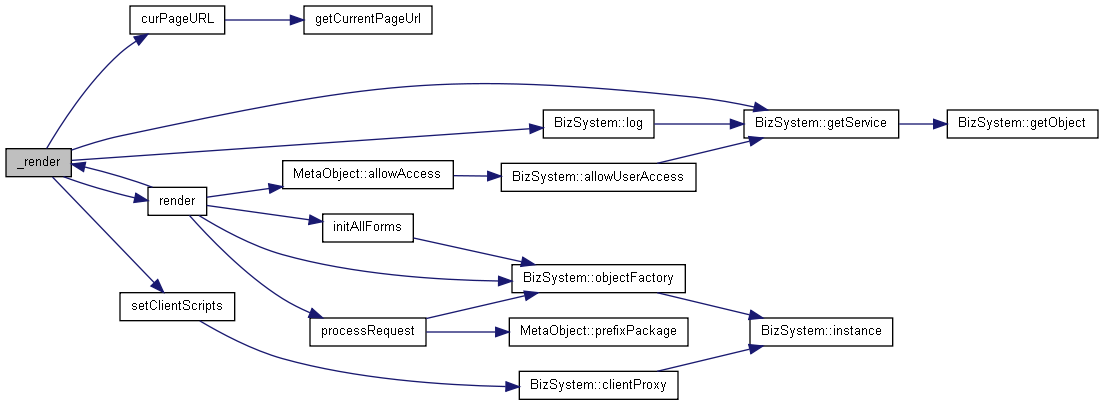 curPageURL
getCurrentPageUrl
BizSystem::log
BizSystem::getService
BizSystem::getObject
_render
MetaObject::allowAccess
BizSystem::allowUserAccess
render
initAllForms
BizSystem::objectFactory
setClientScripts
processRequest
MetaObject::prefixPackage
BizSystem::instance
BizSystem::clientProxy